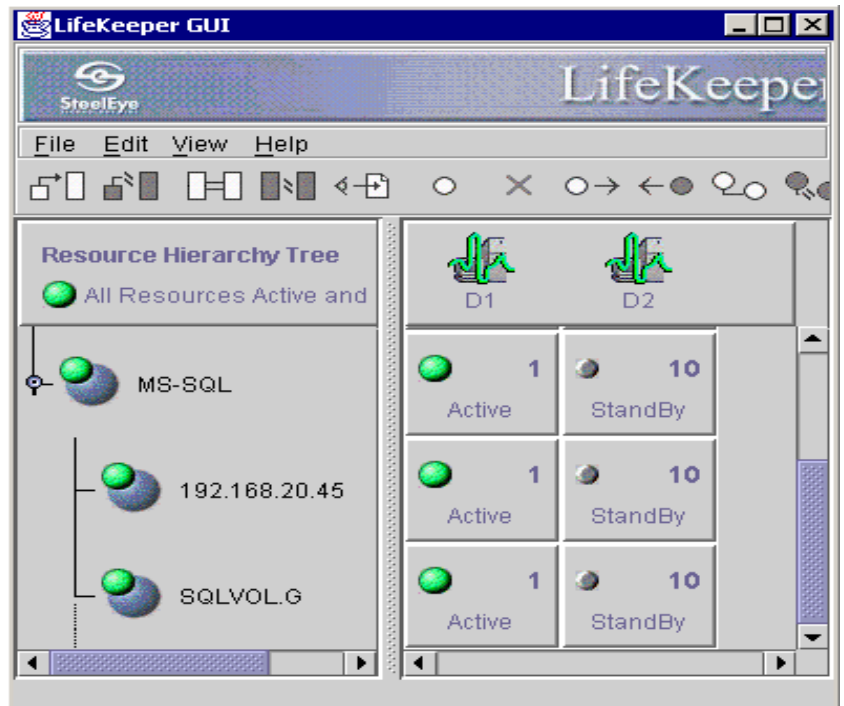 LifeKeeper GUI
SteelEye
LifeKeeper
File Edit View Help
Resource Hierarchy Tree
All Resources Active and
D1 D2
MS-SQL
1 10
Active StandBy
192.168.20.45
1 10
Active StandBy
SQLVOL.G
1 10
Active StandBy